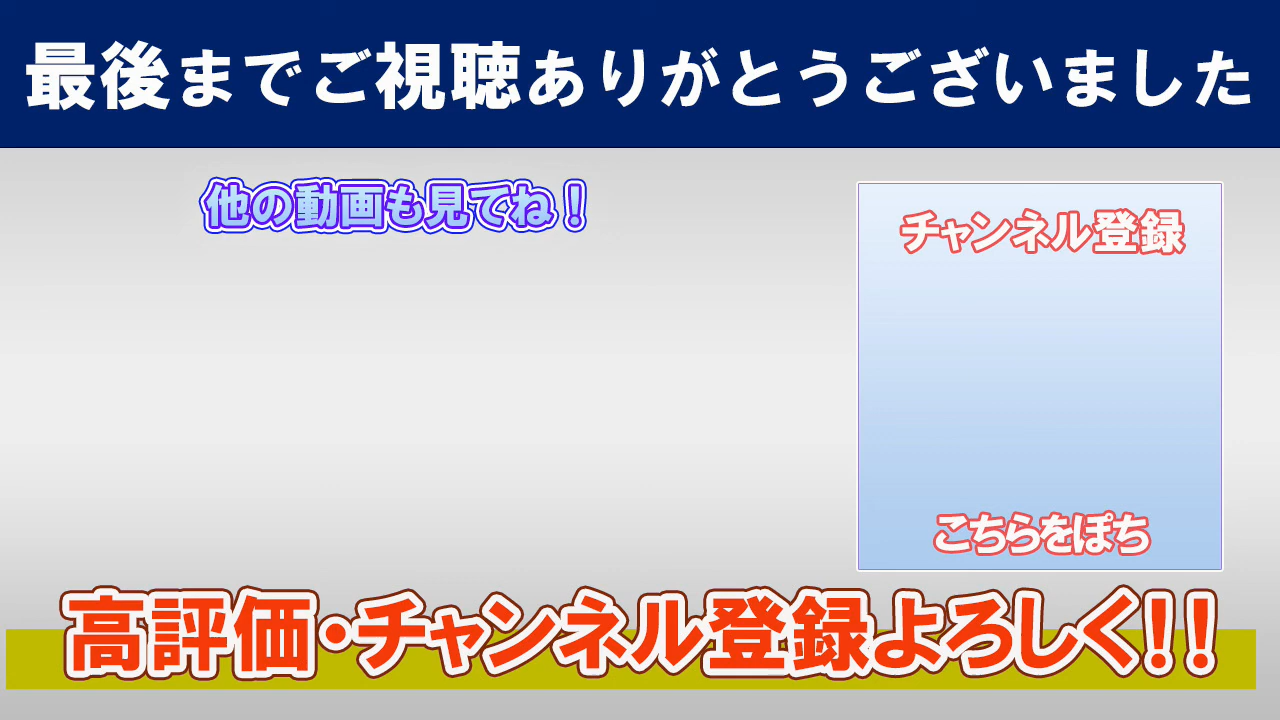 最後までご視聴ありがとうございました
他の動画も見てね！
チャンネル登録
こちらをぽち
高評価・チャンネル登録よろしく！！